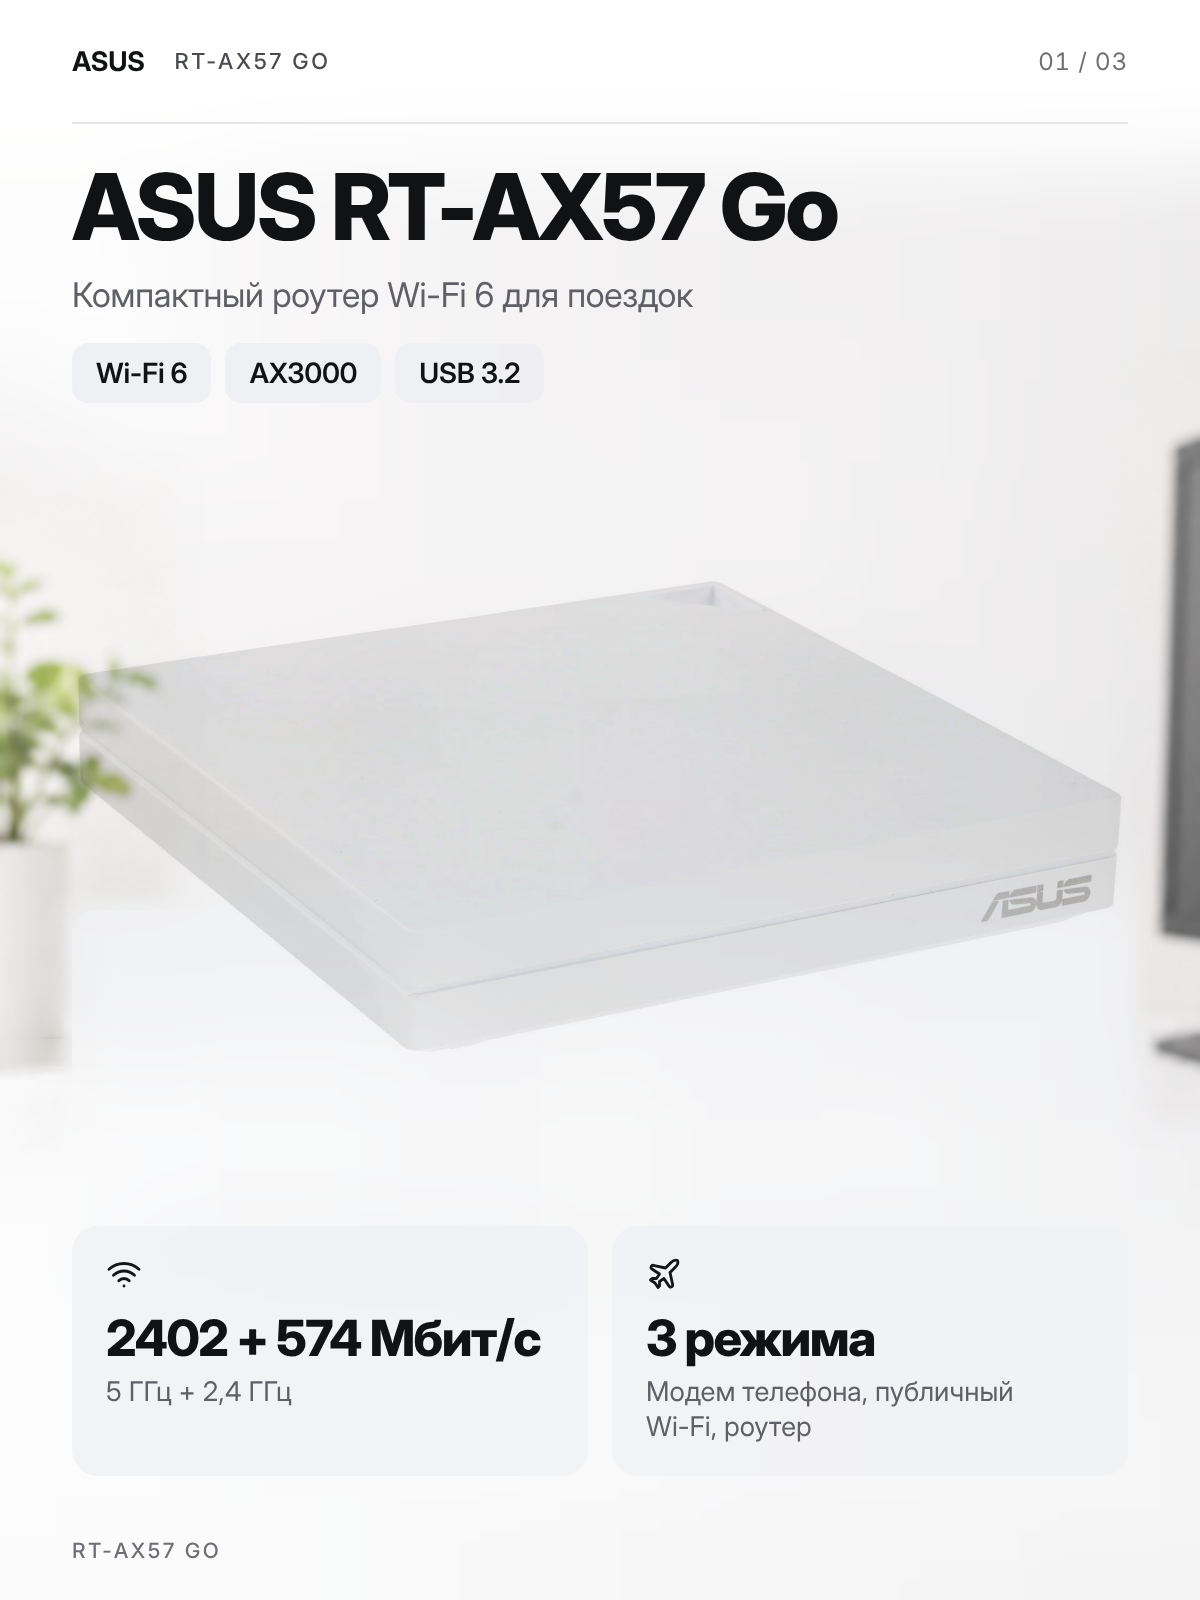 ASUS RT-AX57 GO 01 / 03
ASUS RT-AX57 Go
Компактный роутер Wi-Fi 6 для поездок
Wi-Fi 6 AX3000 USB 3.2
ASUS
2402 + 574 Мбит/с
5 ГГц + 2,4 ГГц
3 режима
Модем телефона, публичный
Wi-Fi, роутер
RT-AX57 GO